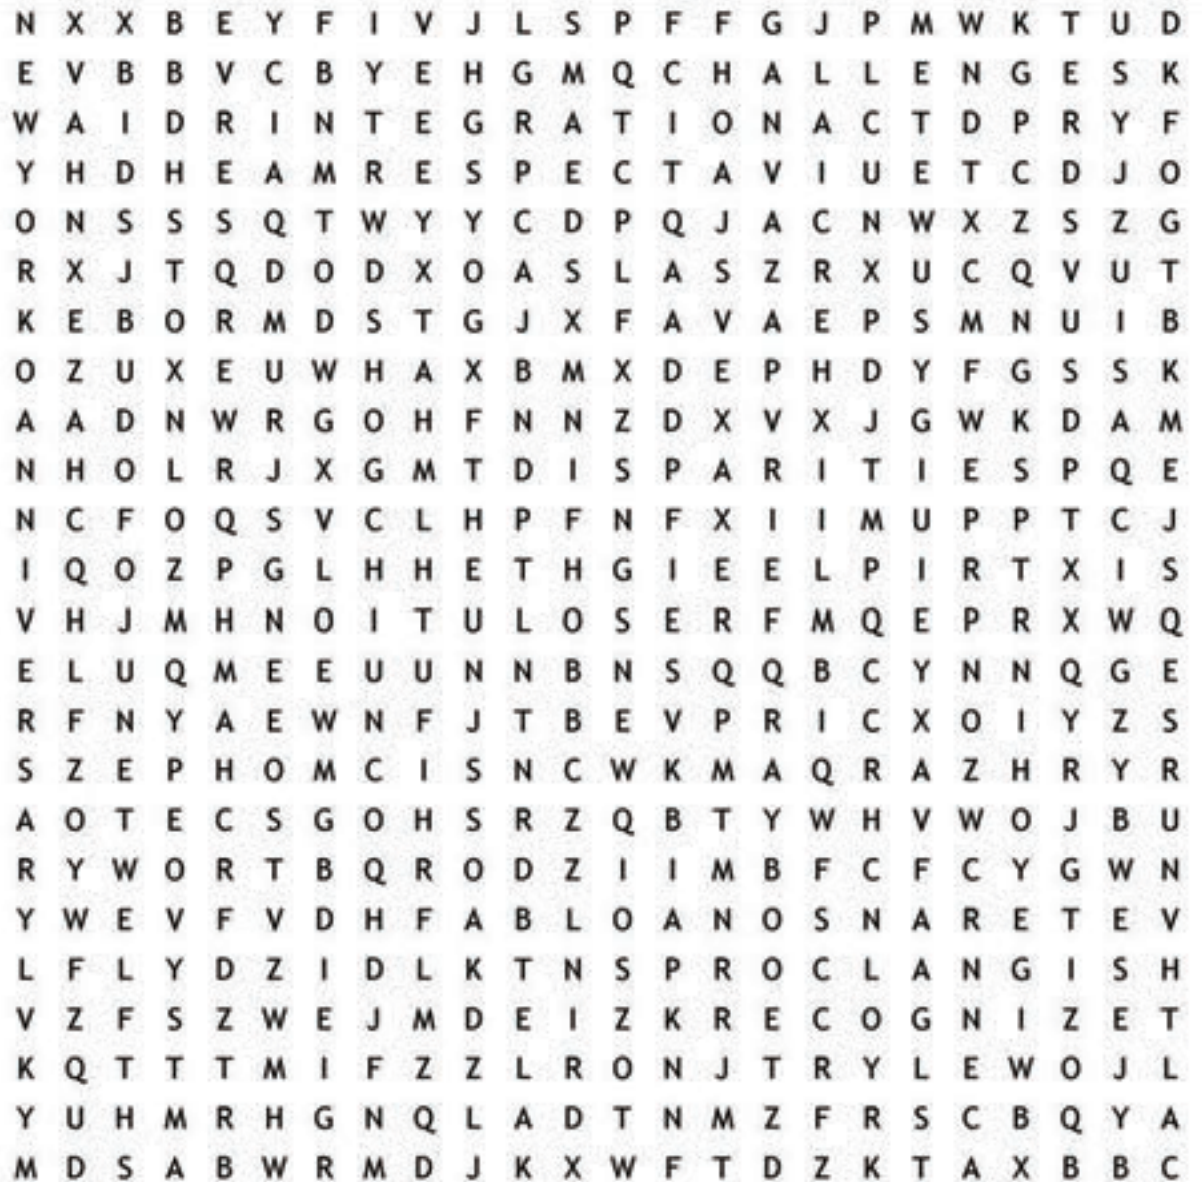 N X X B E Y F I V J L S P F F G J P M W K T U D
E V B B V C B Y E H G M Q C H A L L E N G E S K
W A I D R I N T E G R A T I O N A C T D P R Y F
Y H D H E A M R E S P E C T A V I U E T C D J O
O N S S S Q T W Y Y C D P Q J A C N W X Z S Z G
R X J T Q D O D X O A S L A S Z R X U C Q V U T
K E B O R M D S T G J X F A V A E P S M N U I B
O Z U X E U W H A X B M X D E P H D Y F G S S K
A A D N W R G O H F N N Z D X V X J G W K D A M
N H O L R J X G M T D I S P A R I T I E S P Q E
N C F O Q S V C L H P F N F X I I M U P P T C J
I Q O Z P G L H H E T H G I E E L P I R T X I S
V H J M H N O I T U L O S E R F M Q E P R X W Q
E L U Q M E E U U N N B N S Q Q B C Y N N Q G E
R F N Y A E W N F J T B E V P R I C X O I Y Z S
S Z E P H O M C I S N C W K M A Q R A Z H R Y R
A O T E C S G O H S R Z Q B T Y W H V W O J B U
R Y W O R T B Q R O D Z I I M B F C F C Y G W N
Y W E V F V D H F A B L O A N O S N A R E T E V
L F L Y D Z I D L K T N S P R O C L A N G I S H
V Z F S Z W E J M D E I Z K R E C O G N I Z E T
K Q T T T M I F Z Z L R O N J T R Y L E W O J L
Y U H M R H G N Q L A D T N M Z F R S C B Q Y A
M D S A B W R M D J K X W F T D Z K T A X B B C